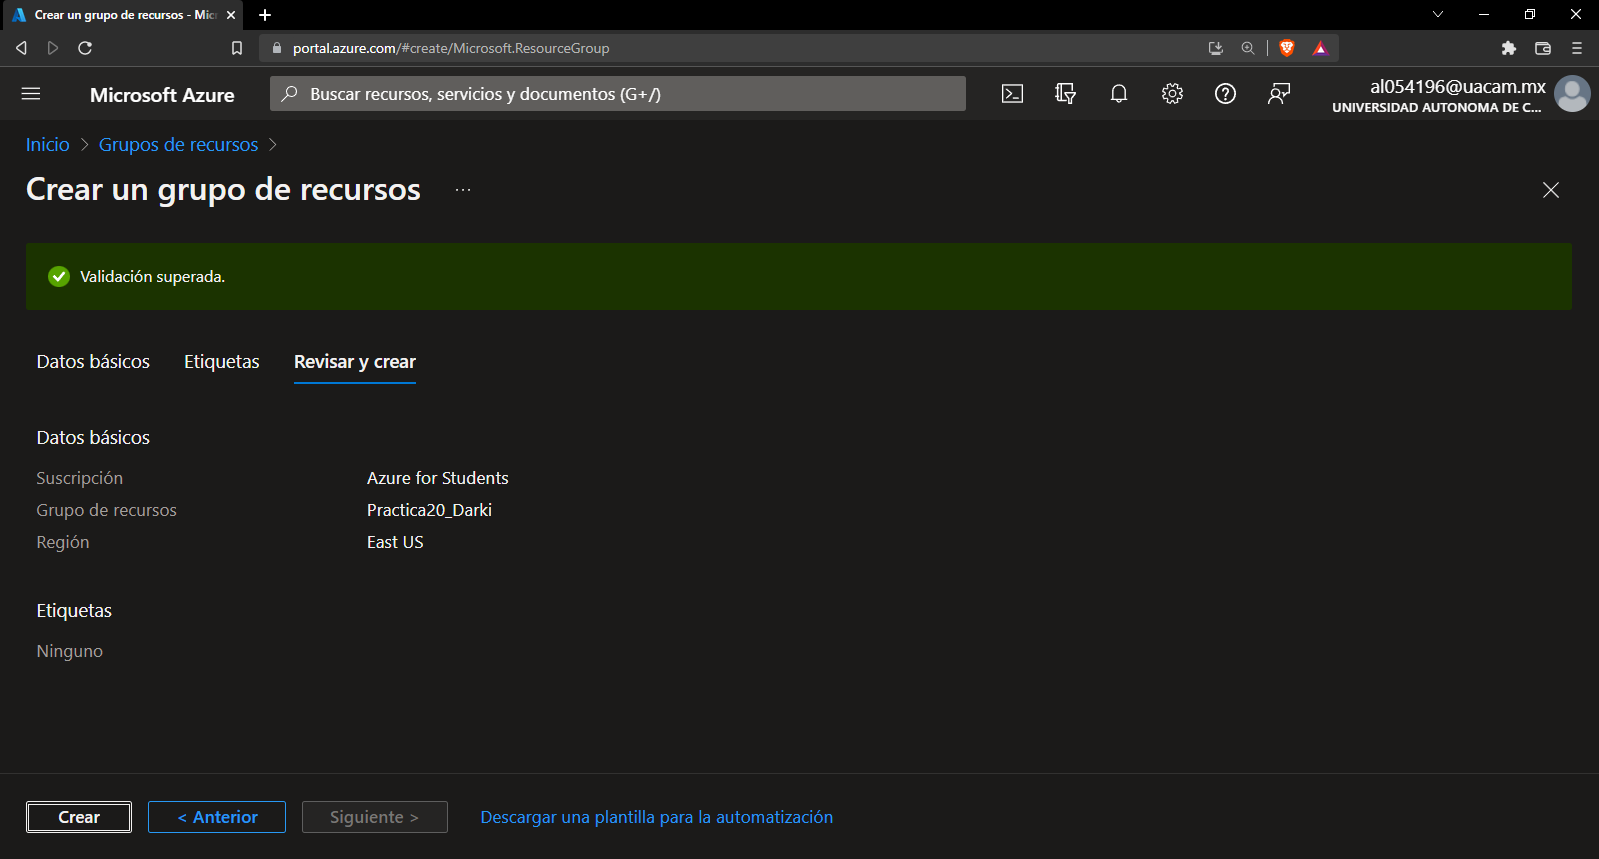 Crear un grupo de recursos - Mic
portal.azure.com/#create/Microsoft.ResourceGroup
Microsoft Azure
Buscar recursos, servicios y documentos (G+/)
al054196@uacam.mx
UNIVERSIDAD AUTONOMA DE C...
Inicio > Grupos de recursos >
Crear un grupo de recursos ...
Validación superada.
Datos básicos Etiquetas Revisar y crear
Datos básicos
Suscripción Azure for Students
Grupo de recursos Practica20_Darki
Región East US
Etiquetas
Ninguno
Crear < Anterior Siguiente > Descargar una plantilla para la automatización